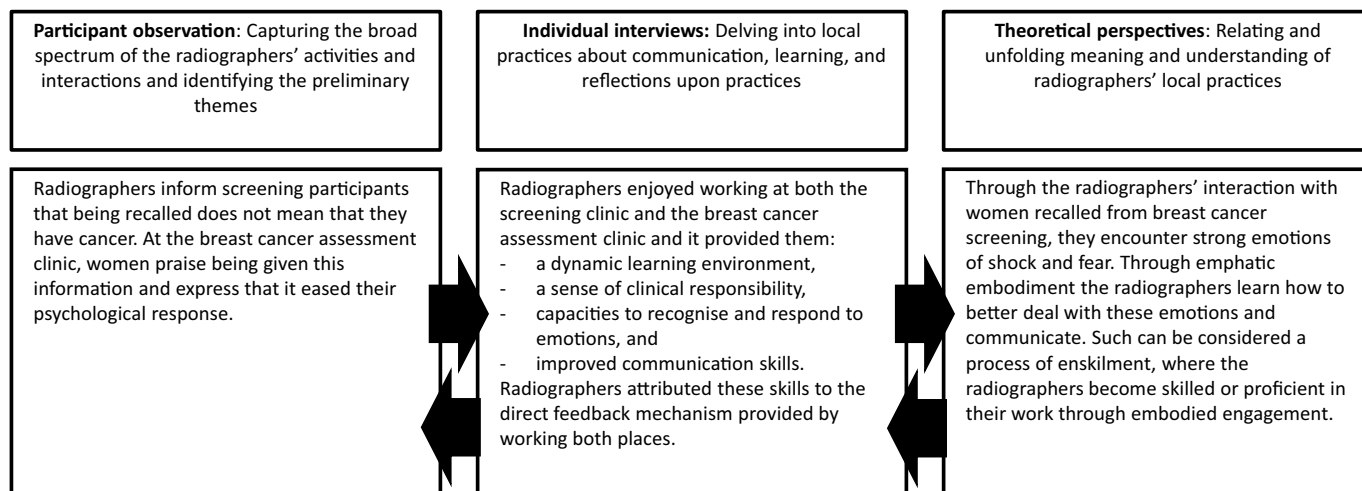 Participant observation: Capturing the broad
spectrum of the radiographers' activities and
interactions and identifying the preliminary
themes
Individual interviews: Delving into local
practices about communication, learning, and
reflections upon practices
Theoretical perspectives: Relating and
unfolding meaning and understanding of
radiographers' local practices
Radiographers inform screening participants
that being recalled does not mean that they
have cancer. At the breast cancer assessment
clinic, women praise being given this
information and express that it eased their
psychological response.
Radiographers enjoyed working at both the
screening clinic and the breast cancer
assessment clinic and it provided them:
- a dynamic learning environment,
- a sense of clinical responsibility,
- capacities to recognise and respond to
emotions, and
- improved communication skills.
Radiographers attributed these skills to the
direct feedback mechanism provided by
working both places.
Through the radiographers' interaction with
women recalled from breast cancer
screening, they encounter strong emotions
of shock and fear. Through emphatic
embodiment the radiographers learn how to
better deal with these emotions and
communicate. Such can be considered a
process of enskilment, where the
radiographers become skilled or proficient in
their work through embodied engagement.